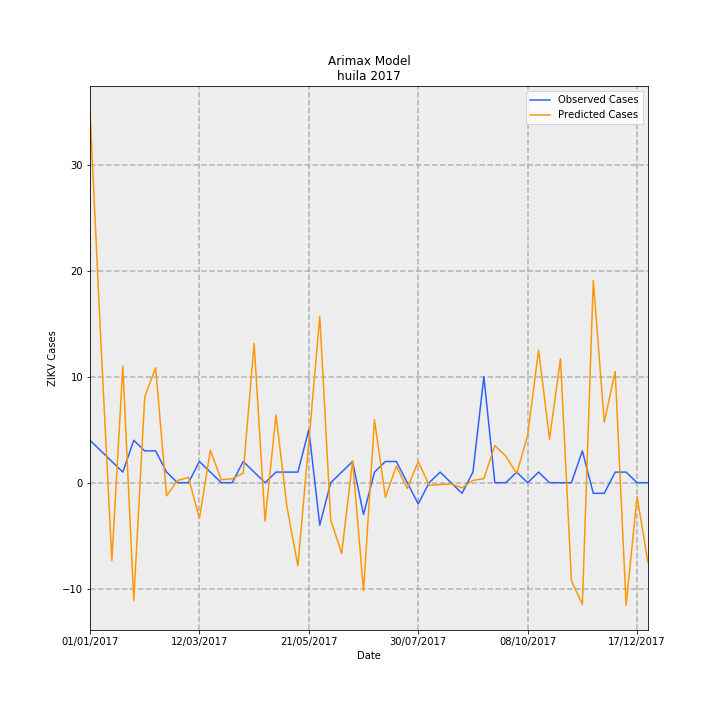 Arimax Model
huila 2017
Observed Cases
Predicted Cases
ZIKV Cases
30
20
10
0
−10
01/01/2017
12/03/2017
21/05/2017
30/07/2017
08/10/2017
17/12/2017
Date